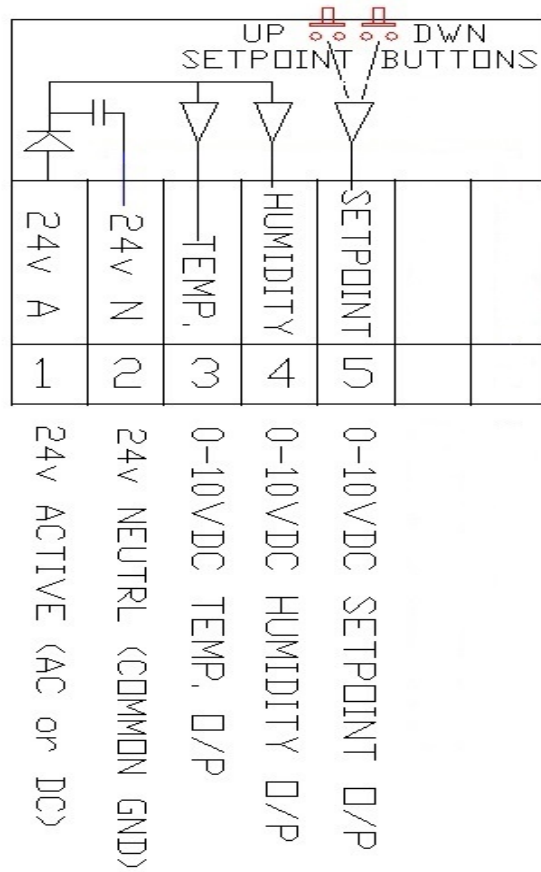 UP DWN
SETPOINT BUTTONS
24v A
24v N
TEMP.
HUMIDITY
SETPOINT
1 2 3 4 5
24v ACTIVE (AC or DC)
24v NEUTRL (COMMON GND)
0-10VDC TEMP. O/P
0-10VDC HUMIDITY O/P
0-10VDC SETPOINT O/P